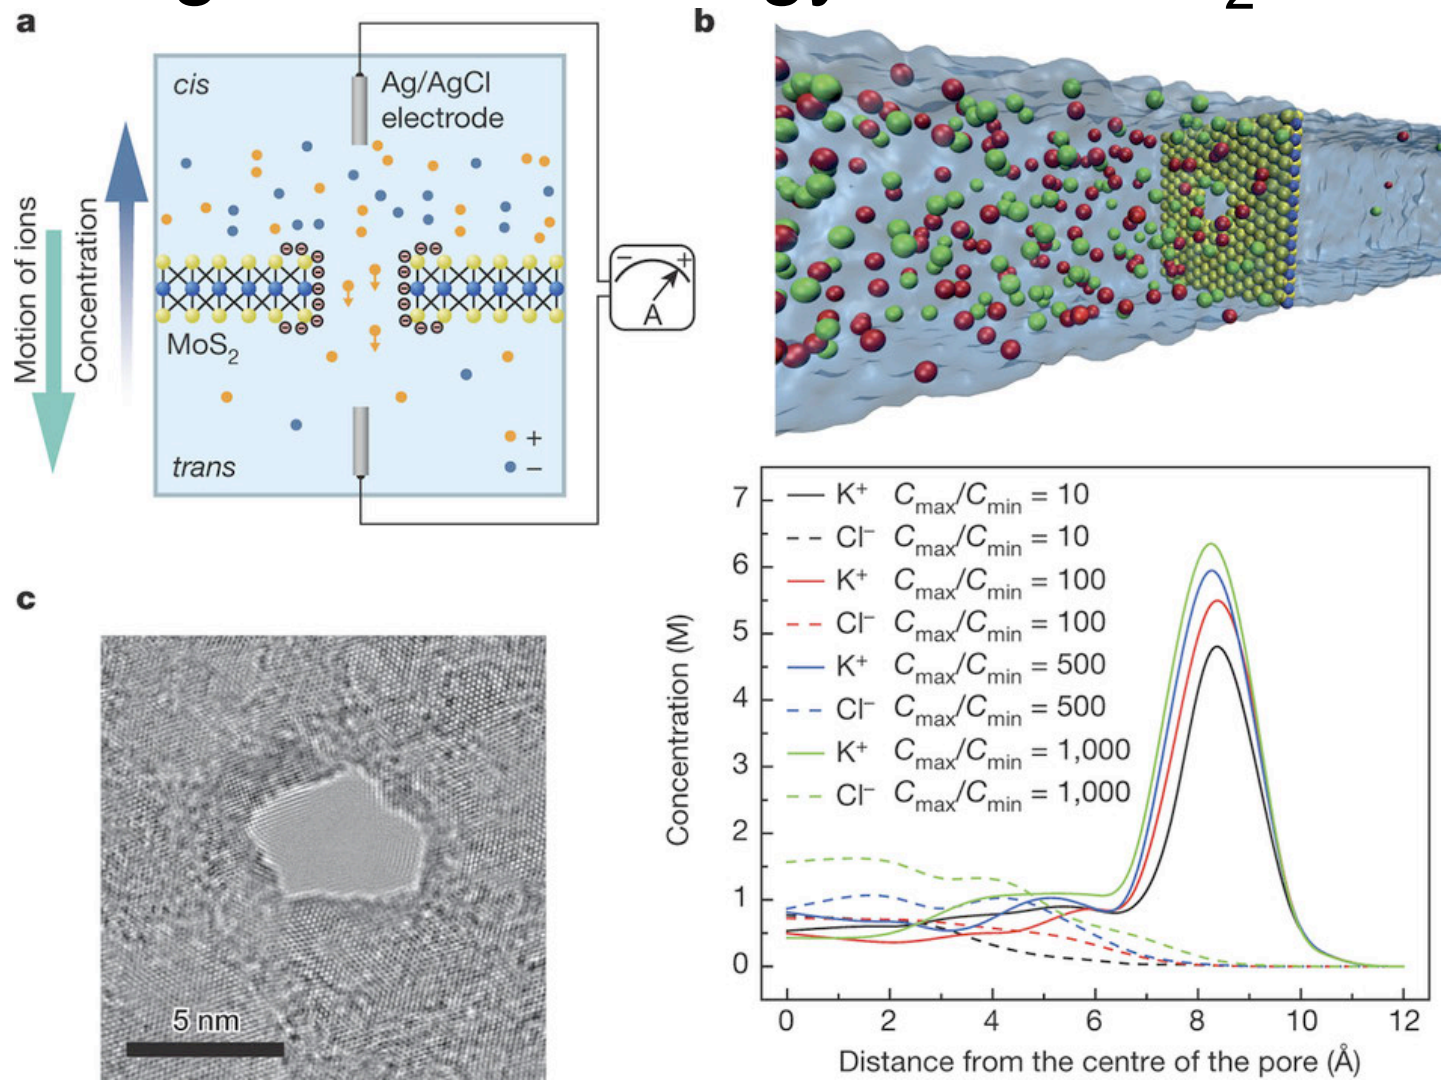 a
cis
Ag/AgCl
electrode
Motion of ions
Concentration
MoS2
− +
A
+
−
trans
b
7
6
5
4
3
2
1
0
Concentration (M)
K+ Cmax/Cmin = 10
Cl− Cmax/Cmin = 10
K+ Cmax/Cmin = 100
Cl− Cmax/Cmin = 100
K+ Cmax/Cmin = 500
Cl− Cmax/Cmin = 500
K+ Cmax/Cmin = 1,000
Cl− Cmax/Cmin = 1,000
0 2 4 6 8 10 12
Distance from the centre of the pore (Å)
c
5 nm